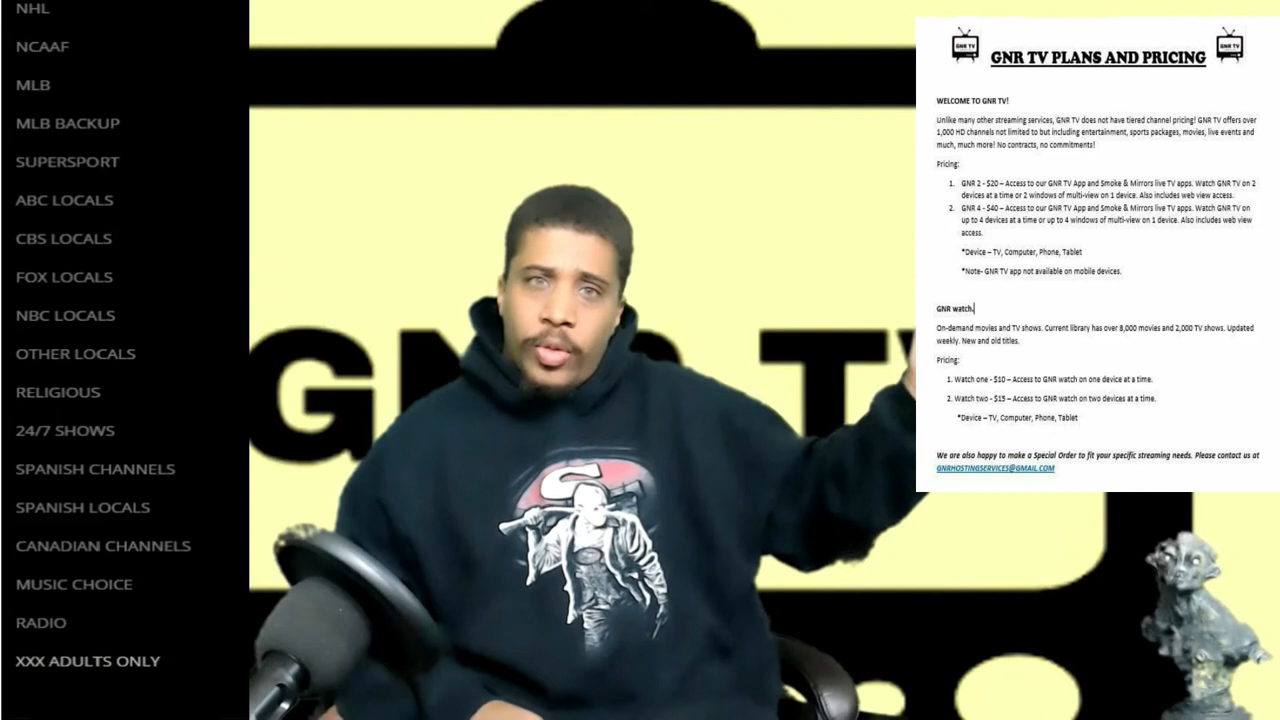 NHL
NCAAF
MLB
MLB BACKUP
SUPERSPORT
ABC LOCALS
CBS LOCALS
FOX LOCALS
NBC LOCALS
OTHER LOCALS
RELIGIOUS
24/7 SHOWS
SPANISH CHANNELS
SPANISH LOCALS
CANADIAN CHANNELS
MUSIC CHOICE
RADIO
XXX ADULTS ONLY
GN TV
S
GNR TV
GNR TV
GNR TV PLANS AND PRICING
WELCOME TO GNR TV!
Unlike many other streaming services, GNR TV does not have tiered channel pricing! GNR TV offers over
1,000 HD channels not limited to but including entertainment, sports packages, movies, live events and
much, much more! No contracts, no commitments!
Pricing:
1. GNR 2 - $20 – Access to our GNR TV App and Smoke & Mirrors live TV apps. Watch GNR TV on 2
devices at a time or 2 windows of multi-view on 1 device. Also includes web view access.
2. GNR 4 - $40 – Access to our GNR TV App and Smoke & Mirrors live TV apps. Watch GNR TV on
up to 4 devices at a time or up to 4 windows of multi-view on 1 device. Also includes web view
access.
*Device – TV, Computer, Phone, Tablet
*Note- GNR TV app not available on mobile devices.
GNR watch.
On-demand movies and TV shows. Current library has over 8,000 movies and 2,000 TV shows. Updated
weekly. New and old titles.
Pricing:
1. Watch one - $10 – Access to GNR watch on one device at a time.
2. Watch two - $15 – Access to GNR watch on two devices at a time.
*Device – TV, Computer, Phone, Tablet
We are also happy to make a Special Order to fit your specific streaming needs. Please contact us at
GNRHOSTINGSERVICES@GMAIL.COM